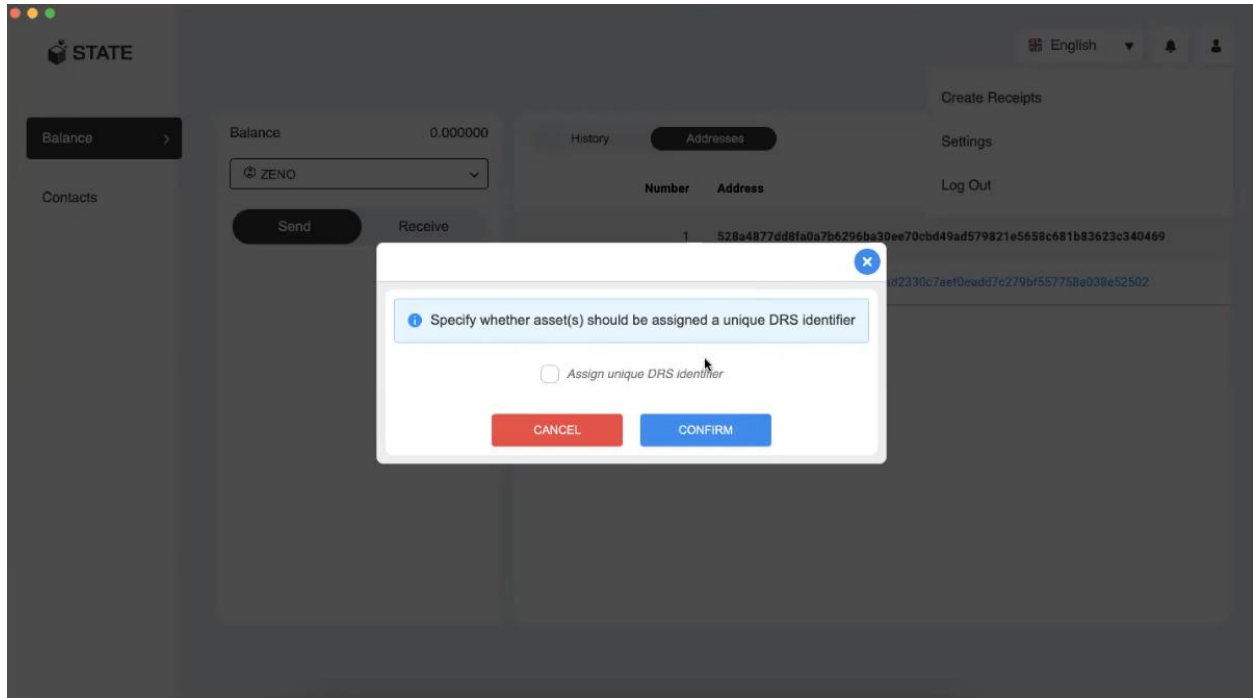 STATE
English
Create Receipts
Settings
Log Out
Balance
Contacts
Balance 0.000000
ZENO
Send Receive
History Addresses
Number Address
1 528a4877dd8fa0a7b6296ba30ee70cbd49ad579821e5658c681b83623c340469
Specify whether asset(s) should be assigned a unique DRS identifier
Assign unique DRS identifier
CANCEL CONFIRM